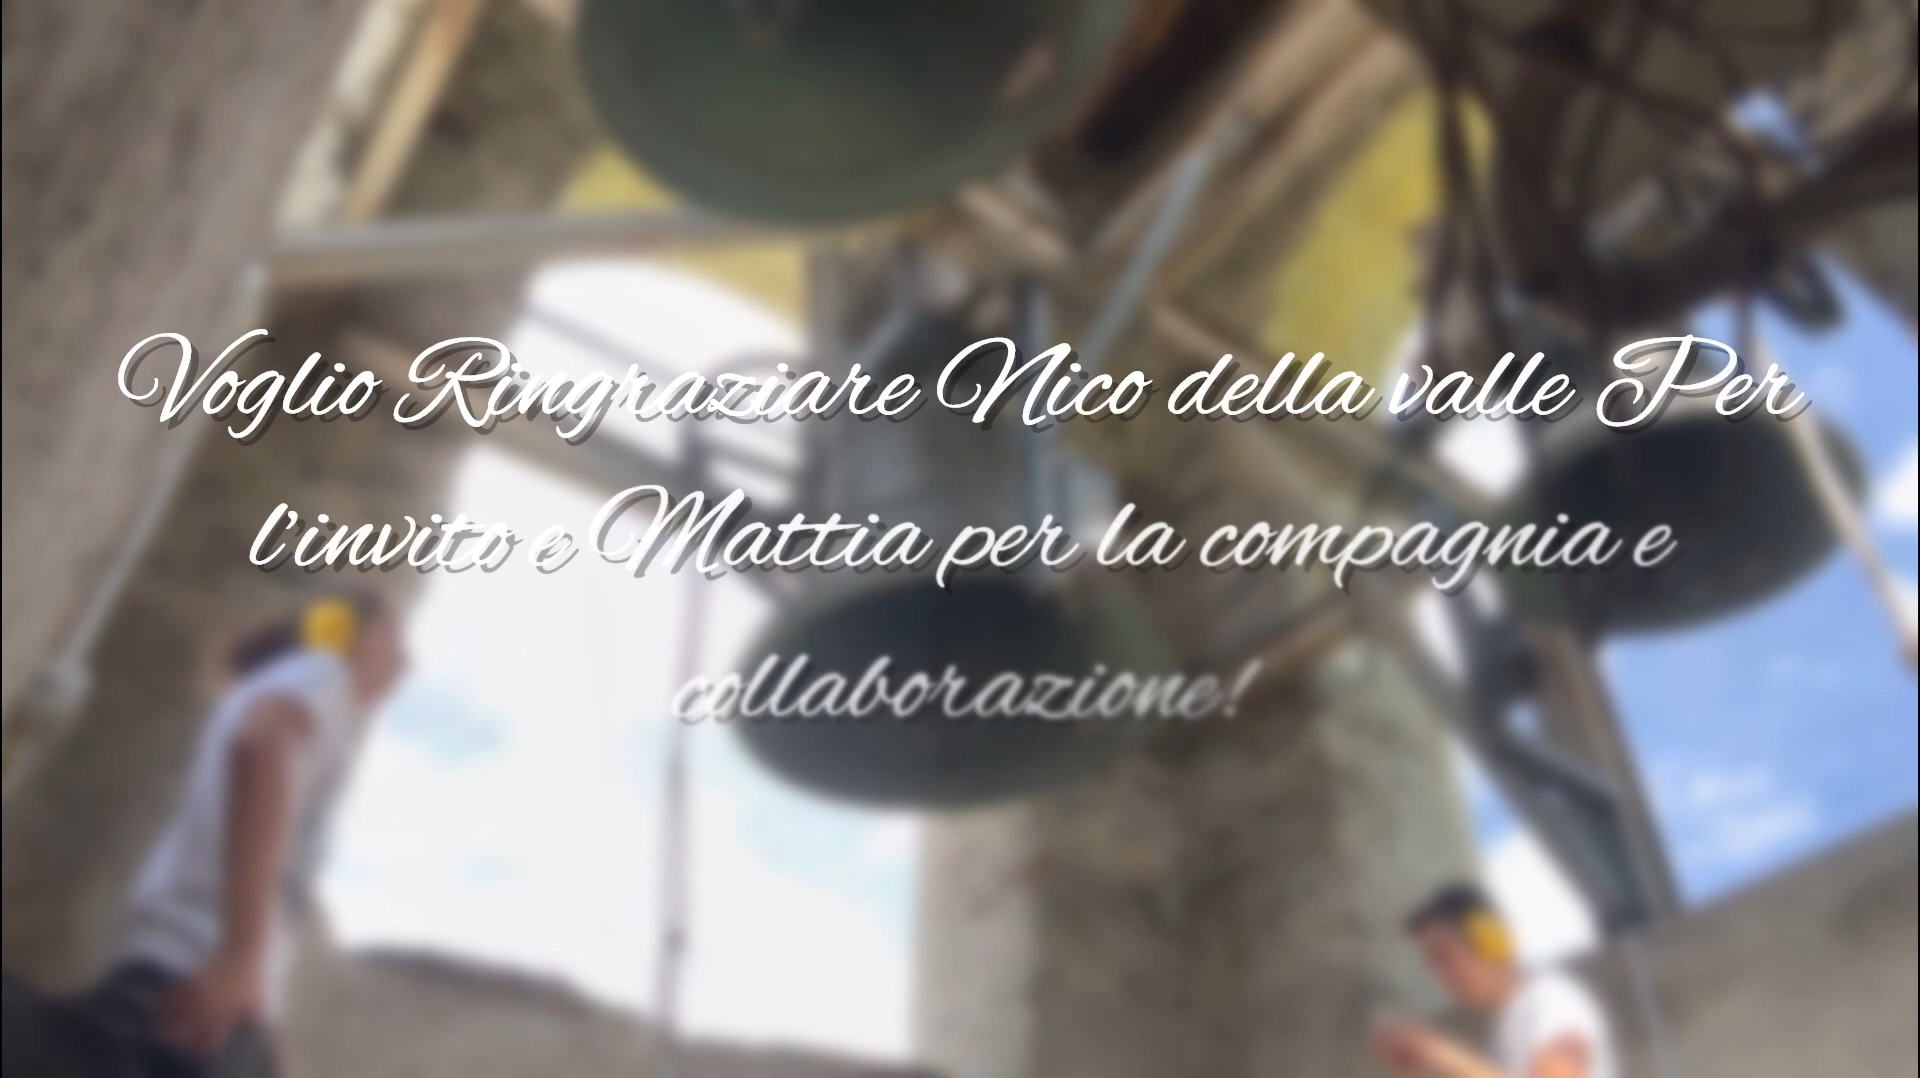 Voglio Ringraziare Nico della valle Per
l'invito e Mattia per la compagnia e
collaborazione!